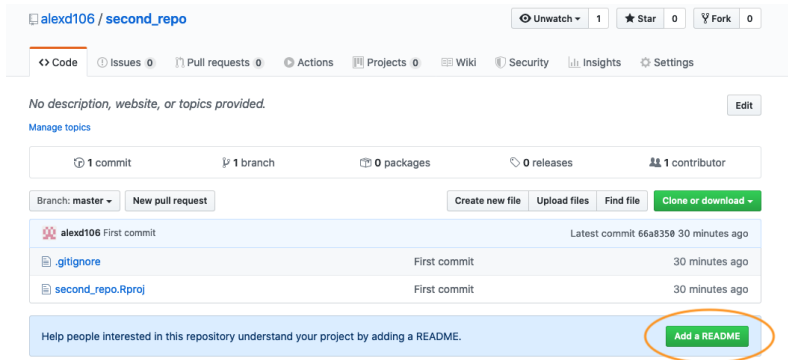 alexd106 / second_repo
Unwatch 1 Star 0 Fork 0
Code Issues 0 Pull requests 0 Actions Projects 0 Wiki Security Insights Settings
No description, website, or topics provided. Edit
Manage topics
1 commit 1 branch 0 packages 0 releases 1 contributor
Branch: master New pull request Create new file Upload files Find file Clone or download
alexd106 First commit Latest commit 66a8350 30 minutes ago
.gitignore First commit 30 minutes ago
second_repo.Rproj First commit 30 minutes ago
Help people interested in this repository understand your project by adding a README. Add a README